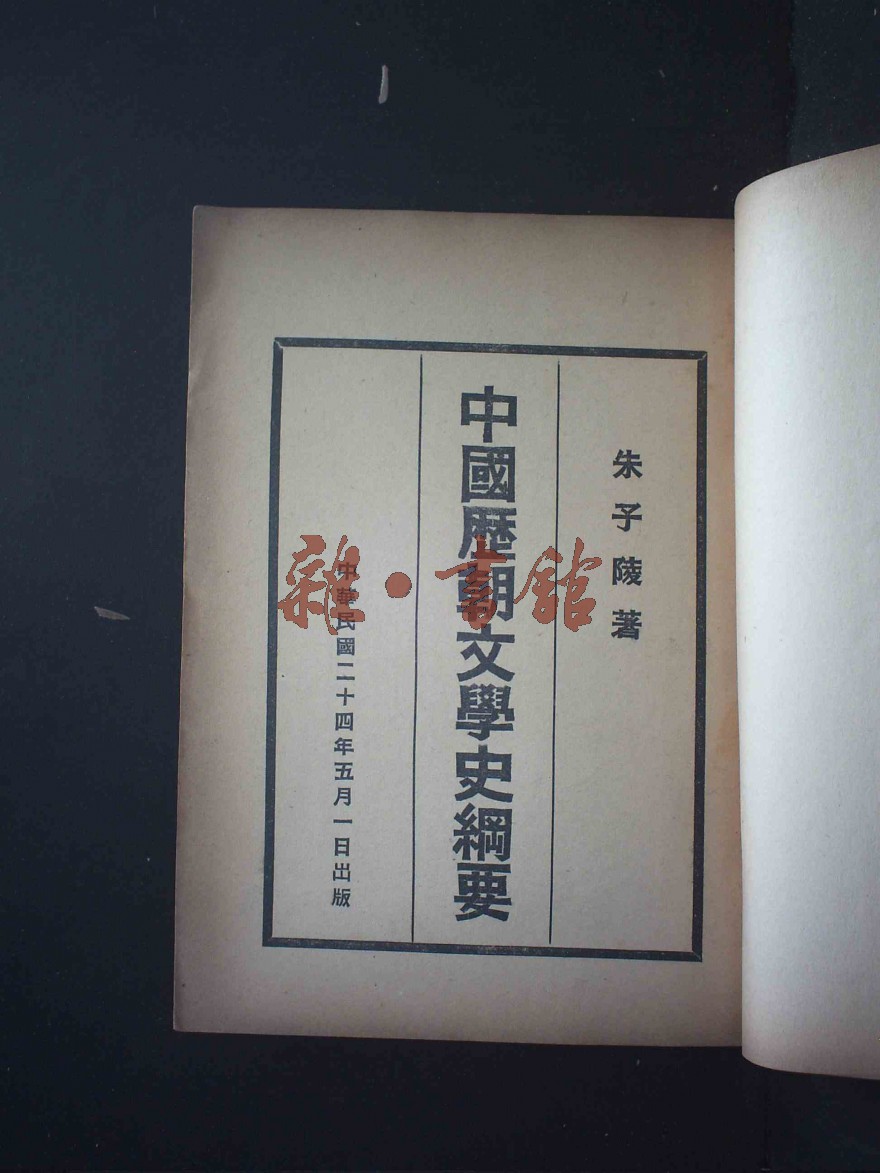 朱子陵著
中國歷朝文學史綱要
中華民國二十四年五月一日出版
雜·書館